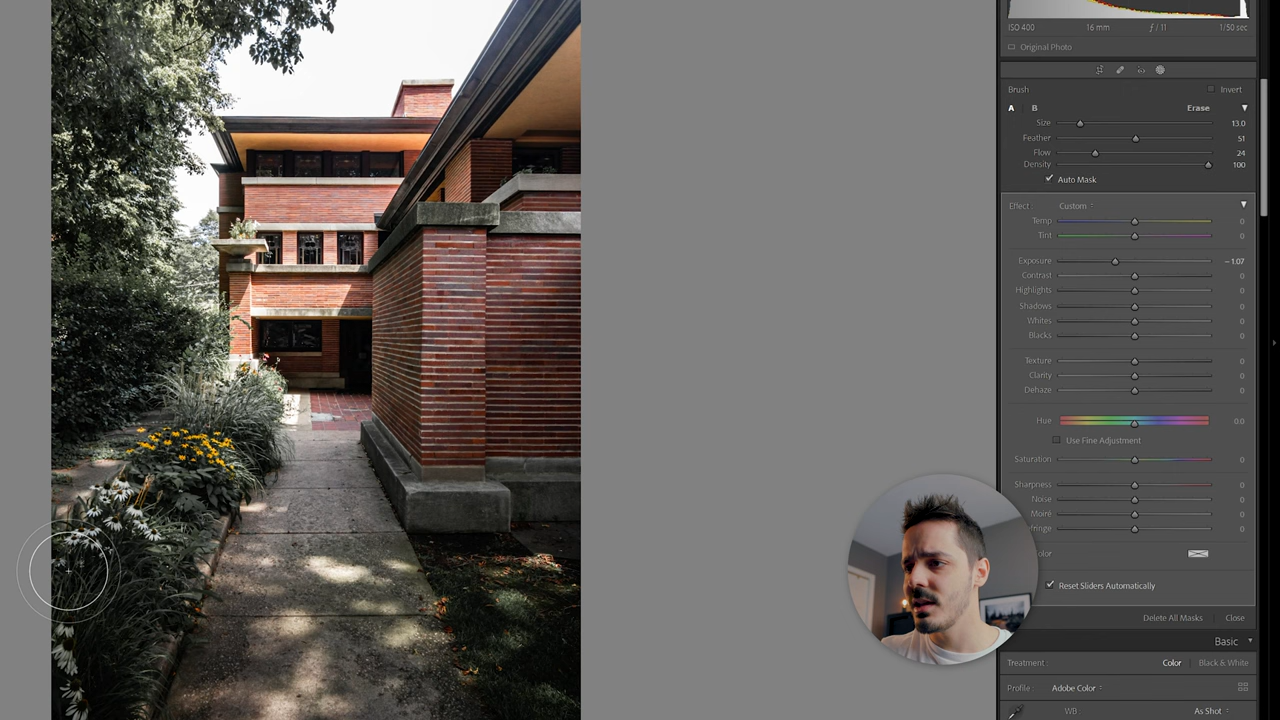 ISO 400 16 mm ƒ / 11 1/50 sec
Original Photo
Brush Invert
A B Erase
Size 13.0
Feather 51
Flow 24
Density 100
Auto Mask
Effect : Custom
Temp 0
Tint 0
Exposure – 1.07
Contrast 0
Highlights 0
Shadows 0
Whites 0
Blacks 0
Texture 0
Clarity 0
Dehaze 0
Hue 0.0
Use Fine Adjustment
Saturation 0
Sharpness 0
Noise 0
Moiré 0
fringe 0
olor
Reset Sliders Automatically
Delete All Masks Close
Basic
Treatment : Color Black & White
Profile : Adobe Color
WB : As Shot